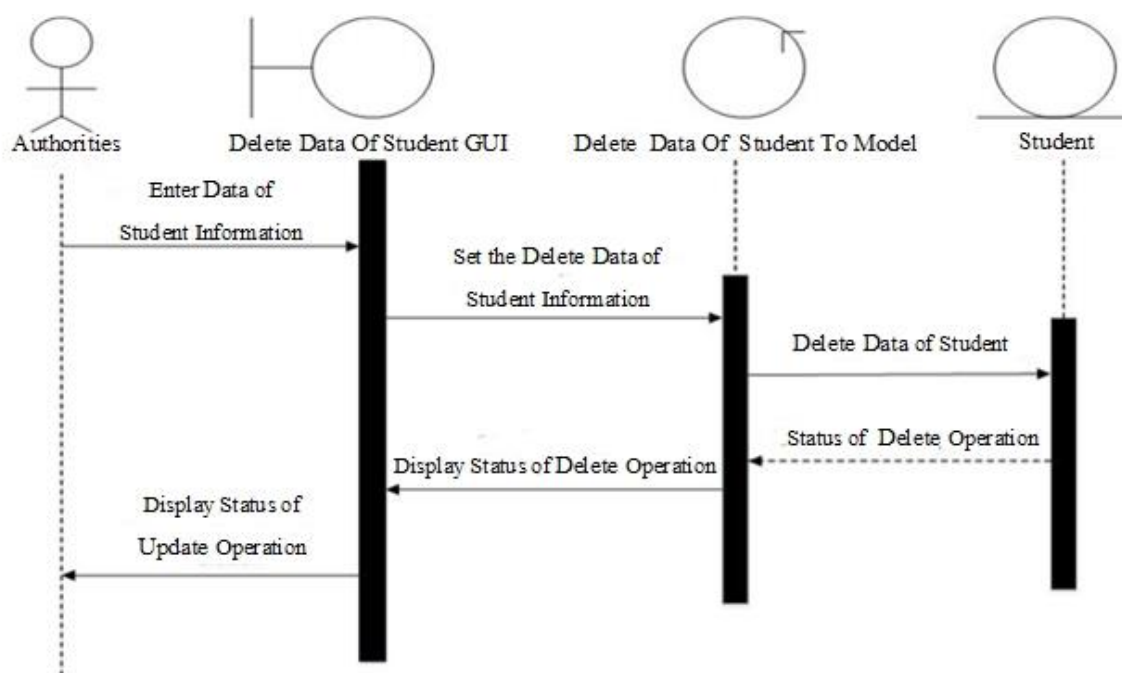 Authorities
Delete Data Of Student GUI
Delete Data Of Student To Model
Student
Enter Data of
Student Information
Set the Delete Data of
Student Information
Delete Data of Student
Status of Delete Operation
Display Status of Delete Operation
Display Status of
Update Operation